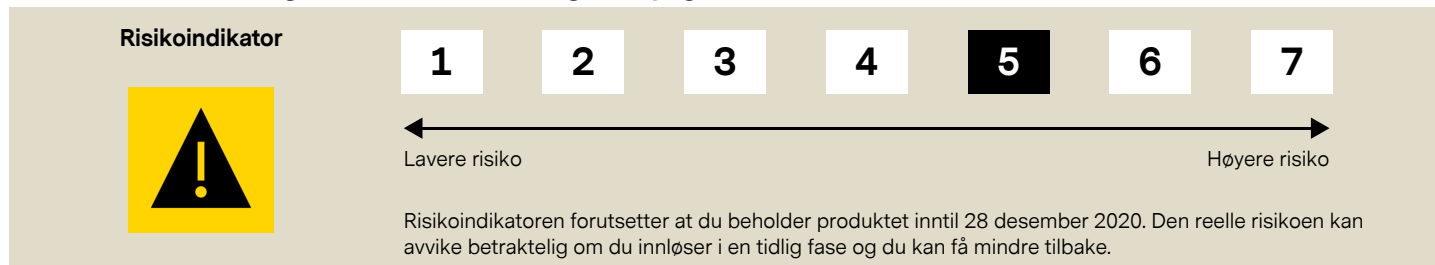 Risikoindikator
1 2 3 4 5 6 7
Lavere risiko Høyere risiko
Risikoindikatoren forutsetter at du beholder produktet inntil 28 desember 2020. Den reelle risikoen kan
avvike betraktelig om du innløser i en tidlig fase og du kan få mindre tilbake.